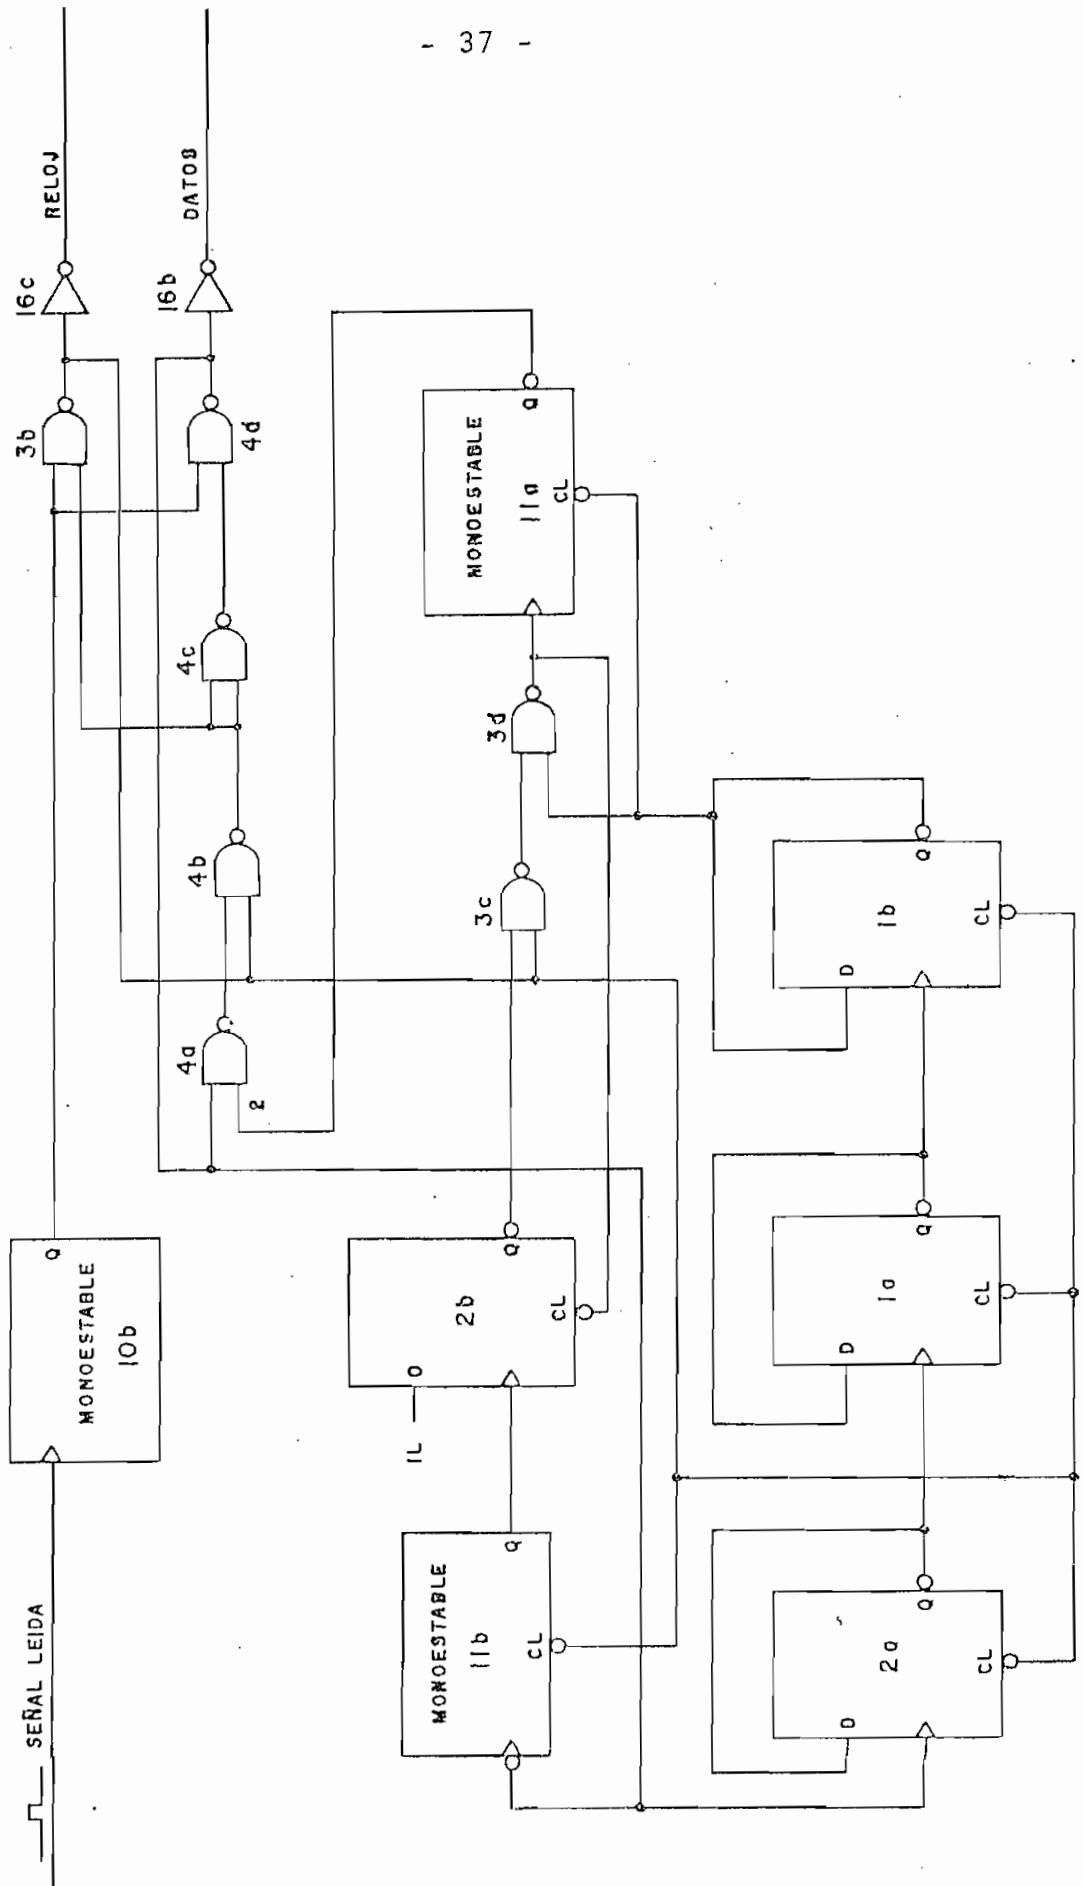 - 37 -
SEÑAL LEIDA
MONOESTABLE
10b
Q
3b
16c
RELOJ
4a
2
4b
4c
4d
16b
DATOS
MONOESTABLE
11b
Q
CL
1L
D
2b
Q
CL
3c
3d
MONOESTABLE
11a
Q
CL
D
2a
Q
CL
D
1a
Q
CL
D
1b
Q
CL